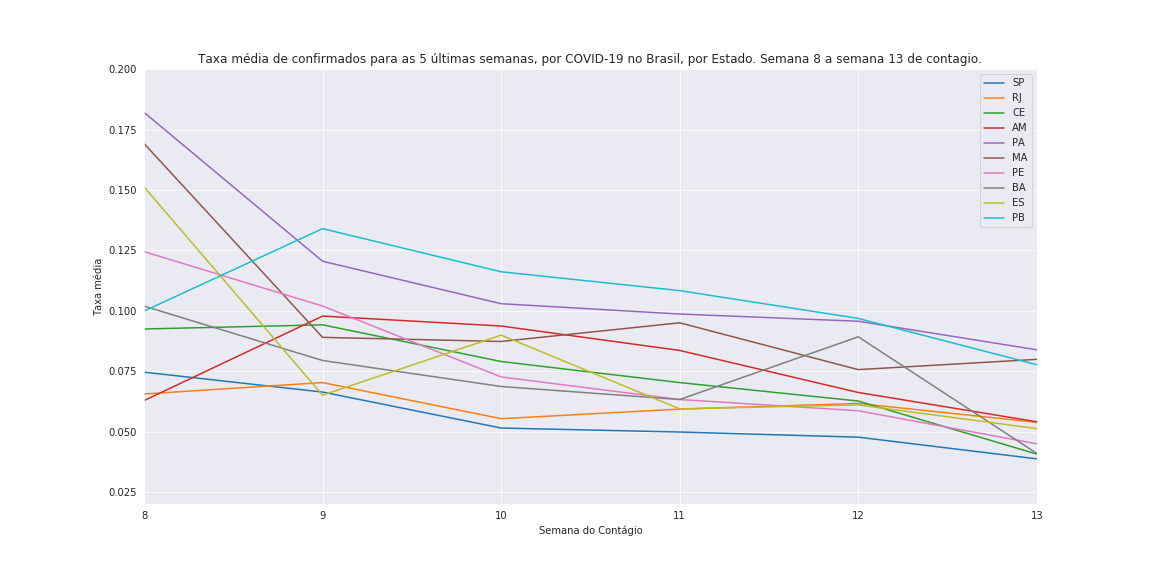 Taxa média de confirmados para as 5 últimas semanas, por COVID-19 no Brasil, por Estado. Semana 8 a semana 13 de contagio.
0.200
0.175
0.150
0.125
0.100
0.075
0.050
0.025
Taxa média
SP
RJ
CE
AM
PA
MA
PE
BA
ES
PB
8 9 10 11 12 13
Semana do Contágio